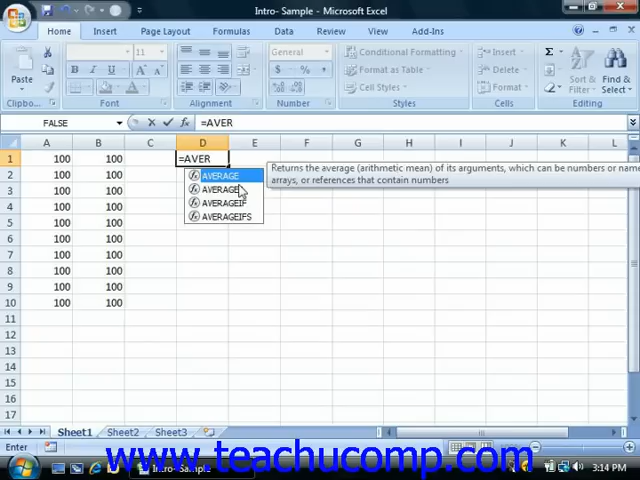 Intro- Sample - Microsoft Excel
Home Insert Page Layout Formulas Data Review View Add-Ins
Paste
11
General
Conditional Formatting
Format as Table
Cell Styles
Insert
Delete
Format
Sort &
Filter
Find &
Select
Clipbo... Font Alignment Number Styles Cells Editing
FALSE =AVER
A B C D E F G H I J K L
1 100 100 =AVER
2 100 100
3 100 100
4 100 100
5 100 100
6 100 100
7 100 100
8 100 100
9 100 100
10 100 100
11
12
13
14
15
16
17
AVERAGE
AVERAGEIF
AVERAGEIFS
Returns the average (arithmetic mean) of its arguments, which can be numbers or name
arrays, or references that contain numbers
Sheet1 Sheet2 Sheet3
Enter
www.teachucomp.com
Intro- Sample
3:14 PM